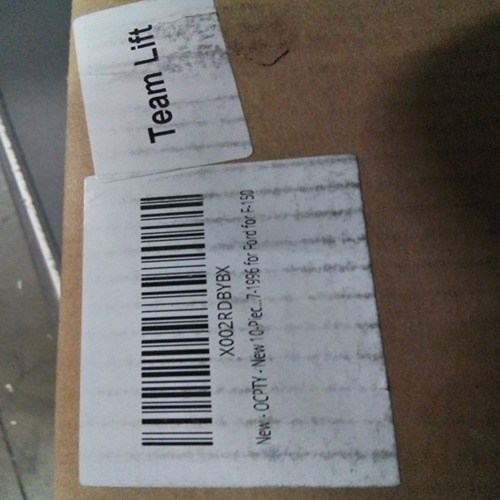 Team Lift
X002RDBYBX
New - OCPTY - New 10-Piec...7-1996 for Ford for F-150